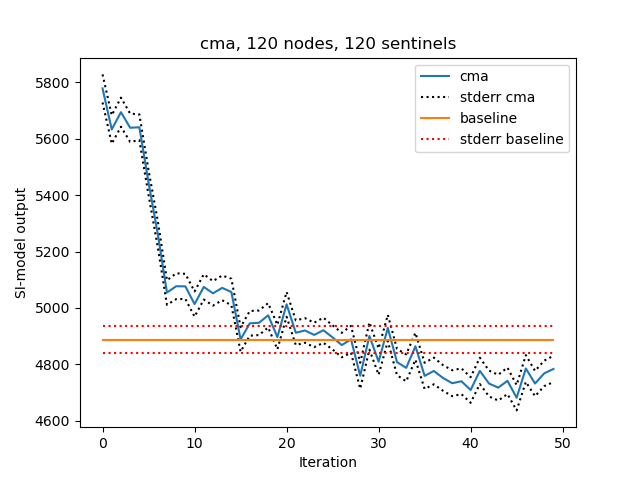 cma, 120 nodes, 120 sentinels
cma
stderr cma
baseline
stderr baseline
SI-model output
5800
5600
5400
5200
5000
4800
4600
0 10 20 30 40 50
Iteration